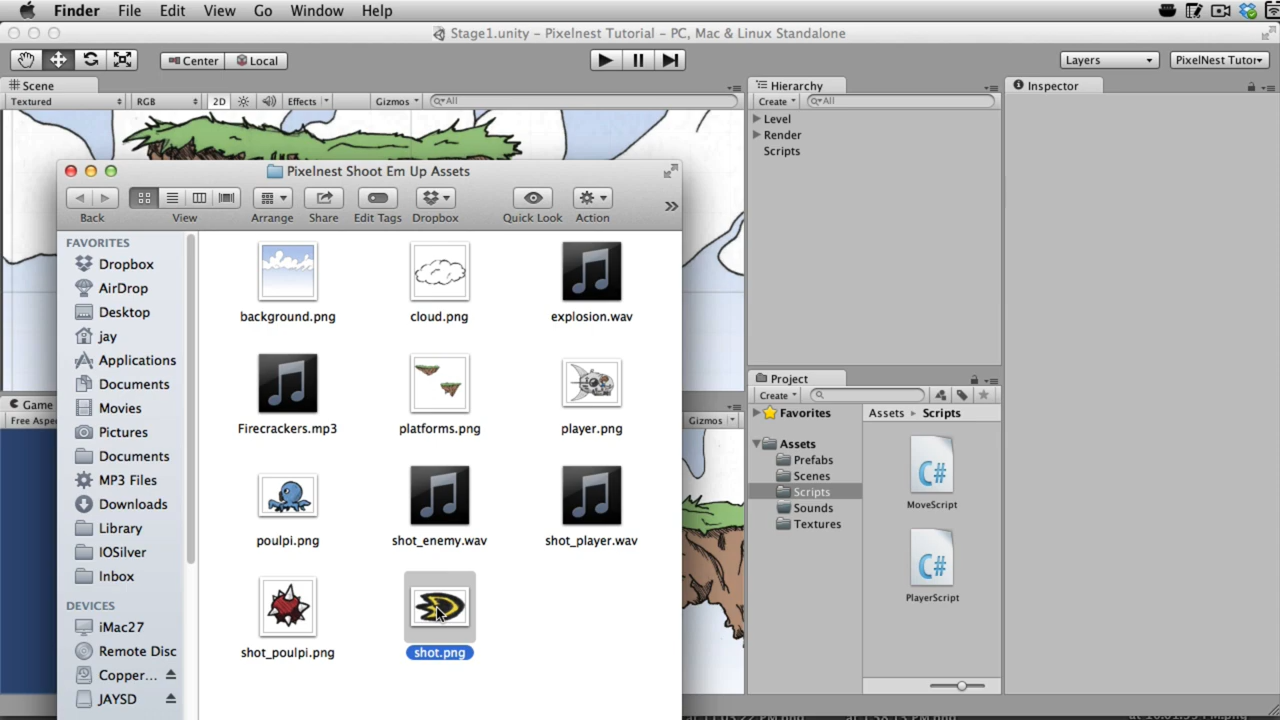 Finder File Edit View Go Window Help
Stage1.unity – Pixelnest Tutorial – PC, Mac & Linux Standalone
Center Local Layers PixelNest Tutor
Scene
Textured RGB 2D Effects Gizmos All
Hierarchy
Create All
Level
Render
Scripts
Inspector
Pixelnest Shoot Em Up Assets
Back View Arrange Share Edit Tags Dropbox Quick Look Action
FAVORITES
Dropbox
AirDrop
Desktop
jay
Applications
Documents
Movies
Pictures
Documents
MP3 Files
Downloads
Library
IOSilver
Inbox
DEVICES
iMac27
Remote Disc
Copper...
JAYSD
background.png cloud.png explosion.wav
Firecrackers.mp3 platforms.png player.png
poulpi.png shot_enemy.wav shot_player.wav
shot_poulpi.png shot.png
Game
Free Aspe
Gizmos
Project
Create
Favorites
Assets
Prefabs
Scenes
Scripts
Sounds
Textures
Assets Scripts
C#
MoveScript
C#
PlayerScript